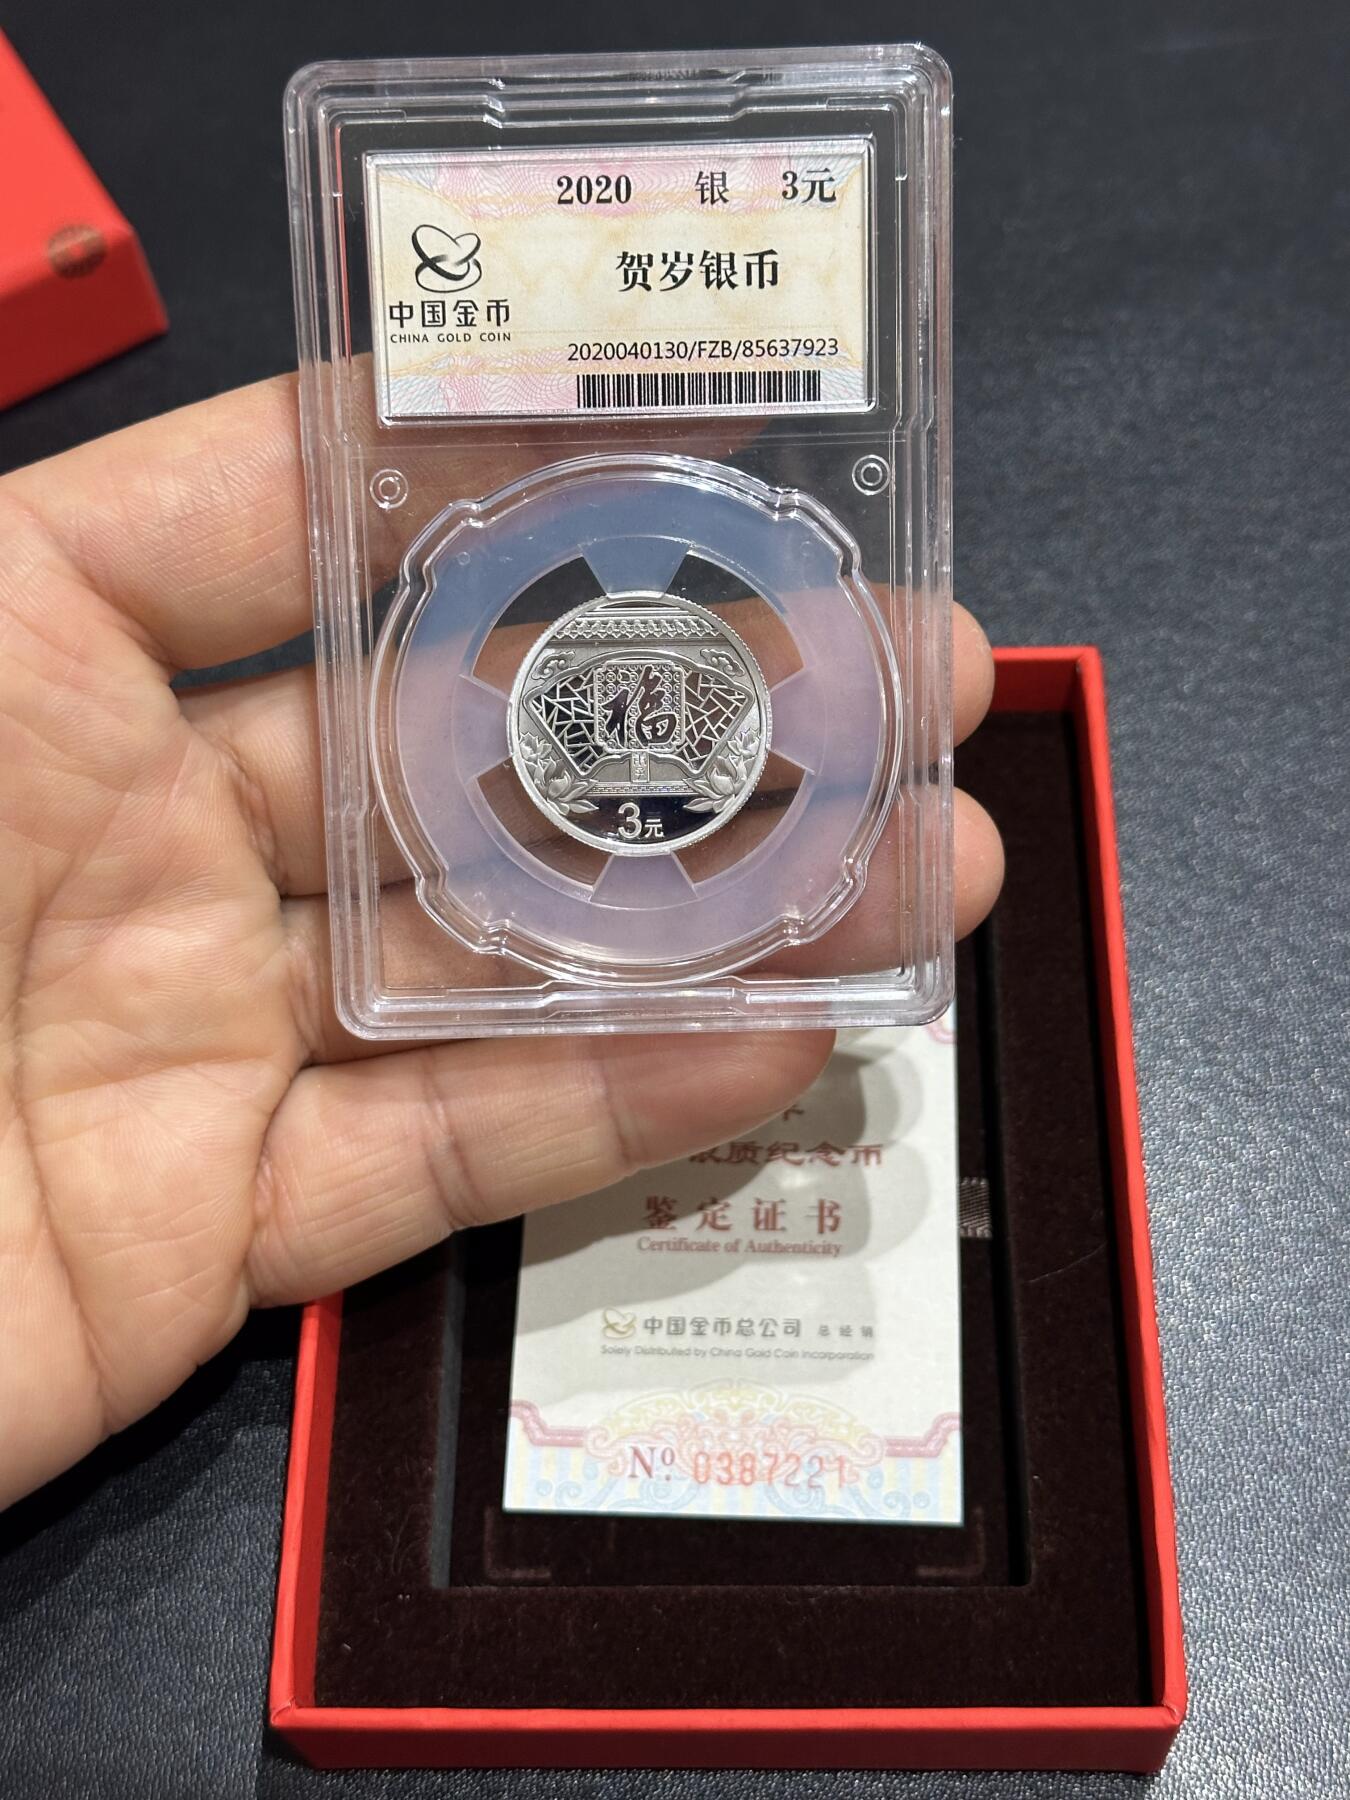 2020 银 3元
贺岁银币
中国金币
CHINA GOLD COIN
2020040130/FZB/85637923
福
3元
质纪念币
鉴定证书
Certificate of Authenticity
中国金币总公司 总经销
Solely Distributed by China Gold Coin Incorporation
Nº. 0387221